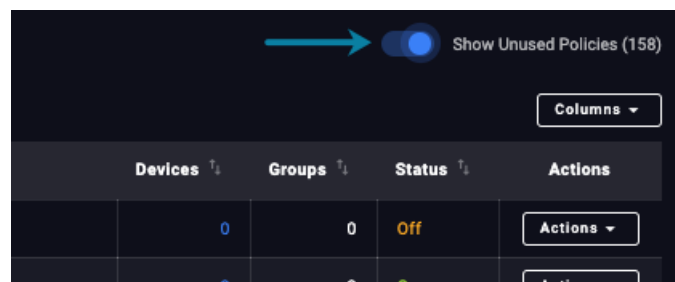 Show Unused Policies (158)
Columns
Devices Groups Status Actions
0 0 Off Actions